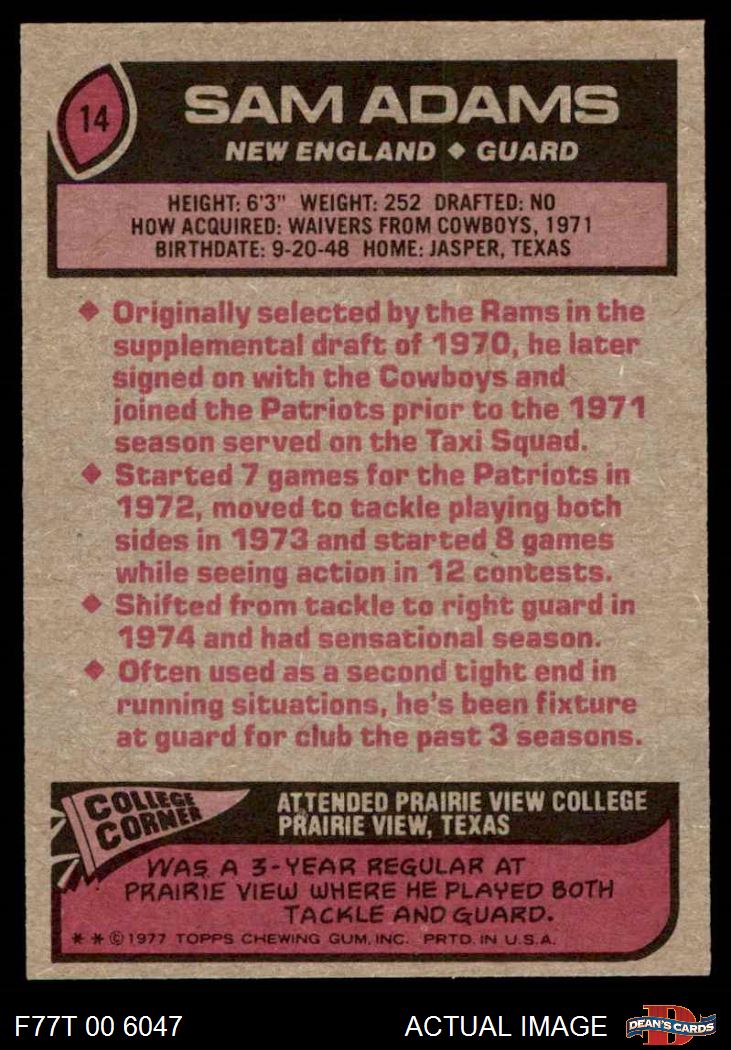 14
SAM ADAMS
NEW ENGLAND ◆ GUARD
HEIGHT: 6'3" WEIGHT: 252 DRAFTED: NO
HOW ACQUIRED: WAIVERS FROM COWBOYS, 1971
BIRTHDATE: 9-20-48 HOME: JASPER, TEXAS
◆ Originally selected by the Rams in the
supplemental draft of 1970, he later
signed on with the Cowboys and
joined the Patriots prior to the 1971
season served on the Taxi Squad.
◆ Started 7 games for the Patriots in
1972, moved to tackle playing both
sides in 1973 and started 8 games
while seeing action in 12 contests.
◆ Shifted from tackle to right guard in
1974 and had sensational season.
◆ Often used as a second tight end in
running situations, he's been fixture
at guard for club the past 3 seasons.
COLLEGE
CORNER
ATTENDED PRAIRIE VIEW COLLEGE
PRAIRIE VIEW, TEXAS
WAS A 3-YEAR REGULAR AT
PRAIRIE VIEW WHERE HE PLAYED BOTH
TACKLE AND GUARD.
* * © 1977 TOPPS CHEWING GUM, INC. PRTD. IN U.S.A.
F77T 00 6047
ACTUAL IMAGE
D
DEAN'S CARDS